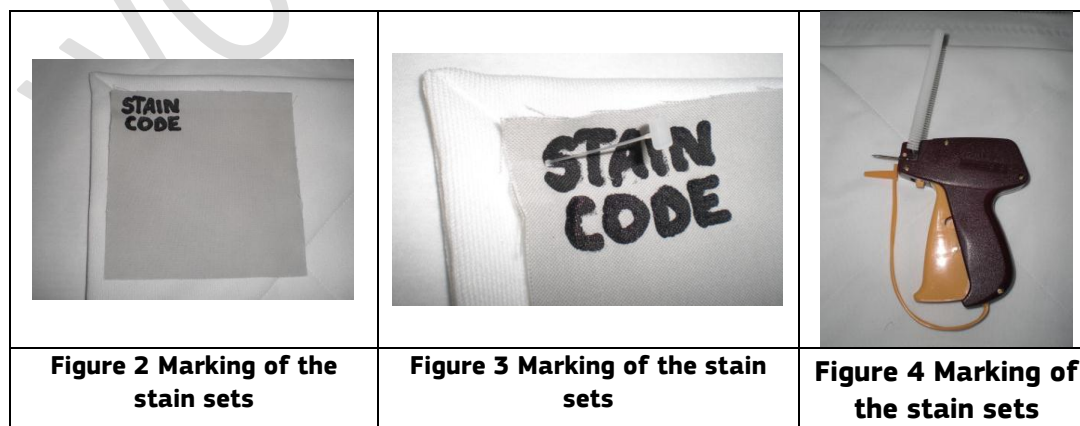 STAIN
CODE
STAIN
CODE
Figure 2 Marking of the
stain sets
Figure 3 Marking of the stain
sets
Figure 4 Marking of
the stain sets